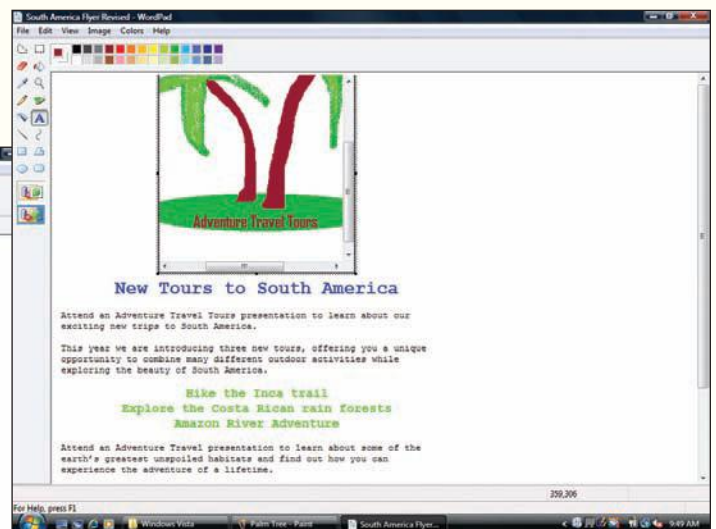 South America Flyer Revised - WordPad
File Edit View Image Colors Help
A
Adventure Travel Tours
New Tours to South America
Attend an Adventure Travel Tours presentation to learn about our
exciting new trips to South America.
This year we are introducing three new tours, offering you a unique
opportunity to combine many different outdoor activities while
exploring the beauty of South America.
Hike the Inca trail
Explore the Costa Rican rain forests
Amazon River Adventure
Attend an Adventure Travel presentation to learn about some of the
earth's greatest unspoiled habitats and find out how you can
experience the adventure of a lifetime.
259,306
For Help, press F1
Windows Vista
Palm Tree - Paint
South America Flyer...
9:49 AM